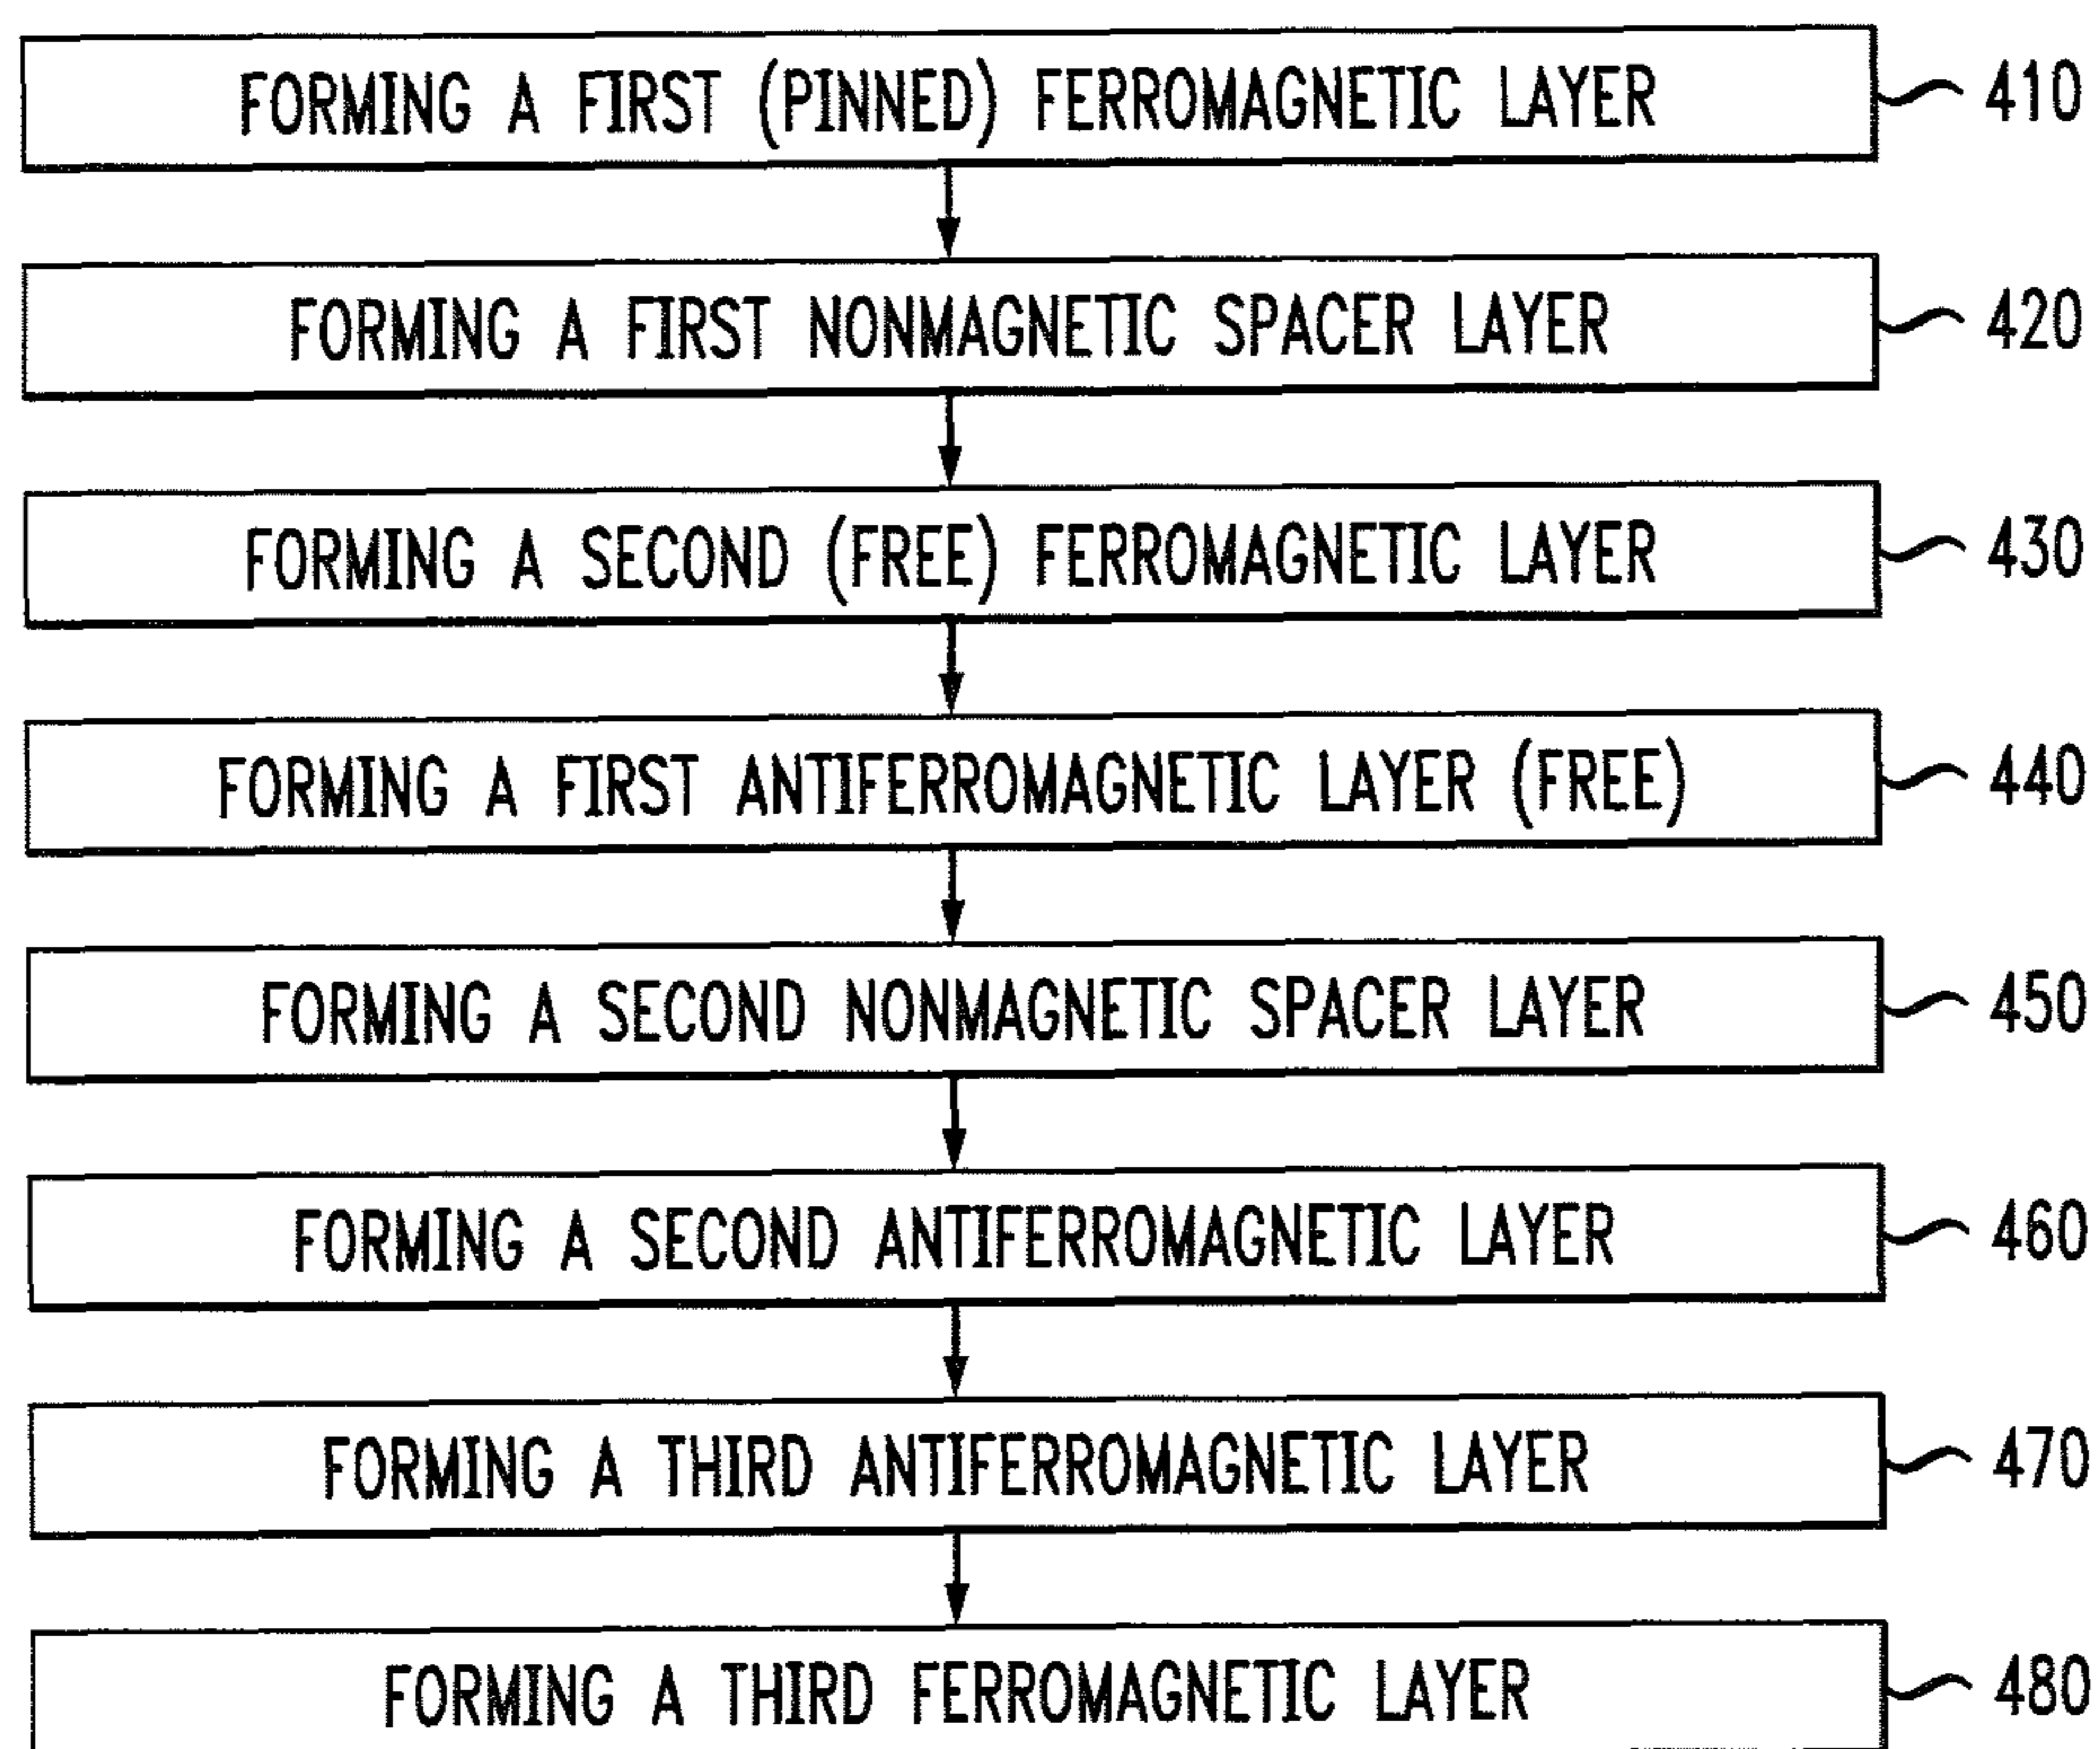 FORMING A FIRST (PINNED) FERROMAGNETIC LAYER 410
FORMING A FIRST NONMAGNETIC SPACER LAYER 420
FORMING A SECOND (FREE) FERROMAGNETIC LAYER 430
FORMING A FIRST ANTIFERROMAGNETIC LAYER (FREE) 440
FORMING A SECOND NONMAGNETIC SPACER LAYER 450
FORMING A SECOND ANTIFERROMAGNETIC LAYER 460
FORMING A THIRD ANTIFERROMAGNETIC LAYER 470
FORMING A THIRD FERROMAGNETIC LAYER 480